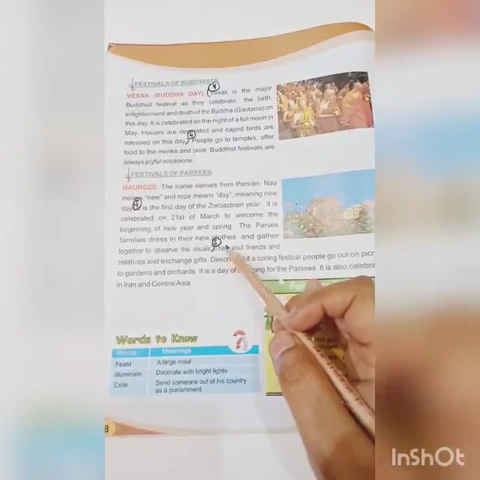 FESTIVALS OF BUDDHISTS
VESAK (BUDDHA DAY) Vesak is the major
Buddhist festival as they celebrate the birth,
enlightenment and death of the Buddha (Gautama) on
this day. It is celebrated on the night of a full moon in
May. Houses are decorated and caged birds are
released on this day. People go to temples, offer
food to the monks and poor. Buddhist festivals are
always joyful occasions.
FESTIVALS OF PARSEES
NAUROZE: The name derives from Persian Nau
means "new" and roze means "day", meaning new
day. It is the first day of the Zoroastrian year. It is
celebrated on 21st of March to welcome the
beginning of new year and spring. The Parsee
families dress in their new clothes and gather
together to observe the rituals. They visit friends and
relatives and exchange gifts. it a spring festival people go out on
to gardens and orchards. It is a day of for the Parsees. It is also
in Iran and Central Asia.
Words to Know
Words Meanings
Feast A large meal
Illuminate Decorate with bright lights
Exile Send someone out of his country
as a punishment
InShOt